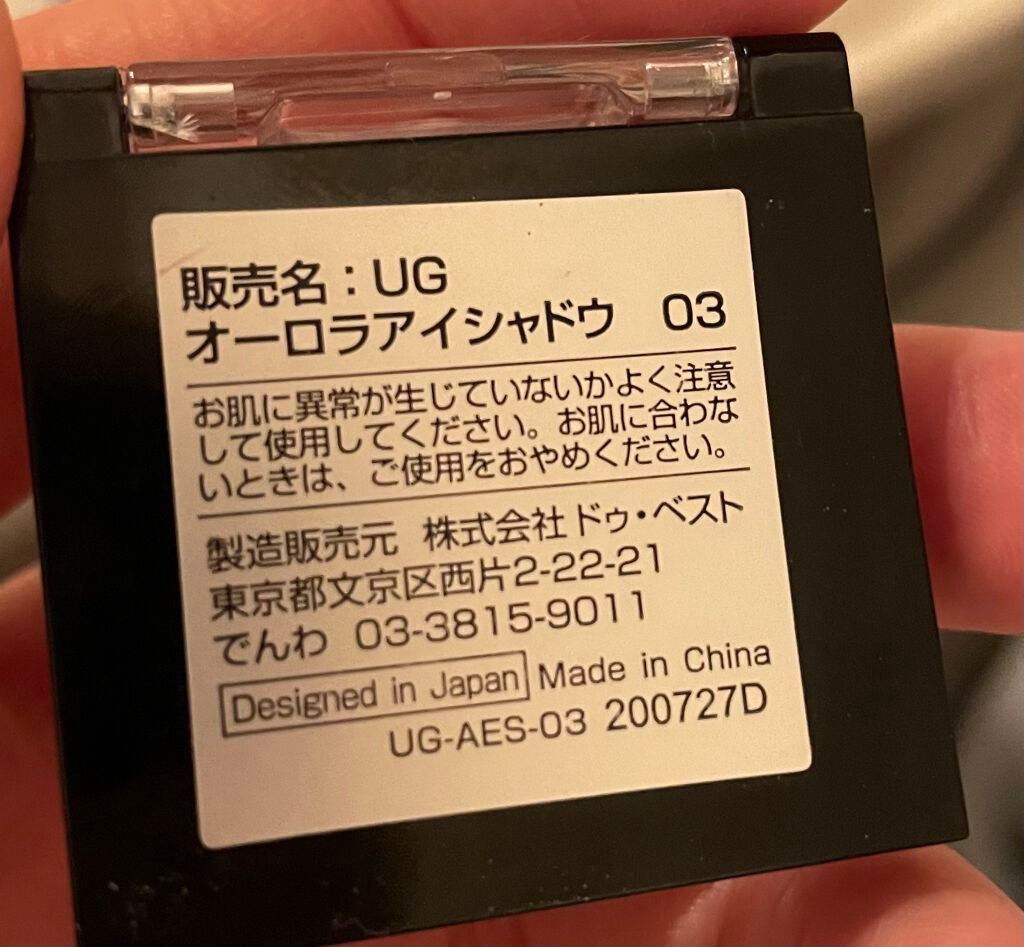 販売名：UG
オーロラアイシャドウ 03
お肌に異常が生じていないかよく注意
して使用してください。お肌に合わな
いときは、ご使用をおやめください。
製造販売元 株式会社ドゥ・ベスト
東京都文京区西片2-22-21
でんわ 03-3815-9011
Designed in Japan Made in China
UG-AES-03 200727D